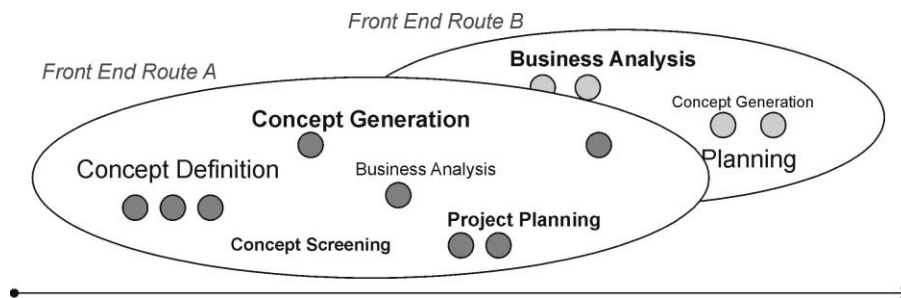 Front End Route B
Business Analysis
Front End Route A
Concept Generation
Concept Generation
Planning
Concept Definition
Business Analysis
Project Planning
Concept Screening